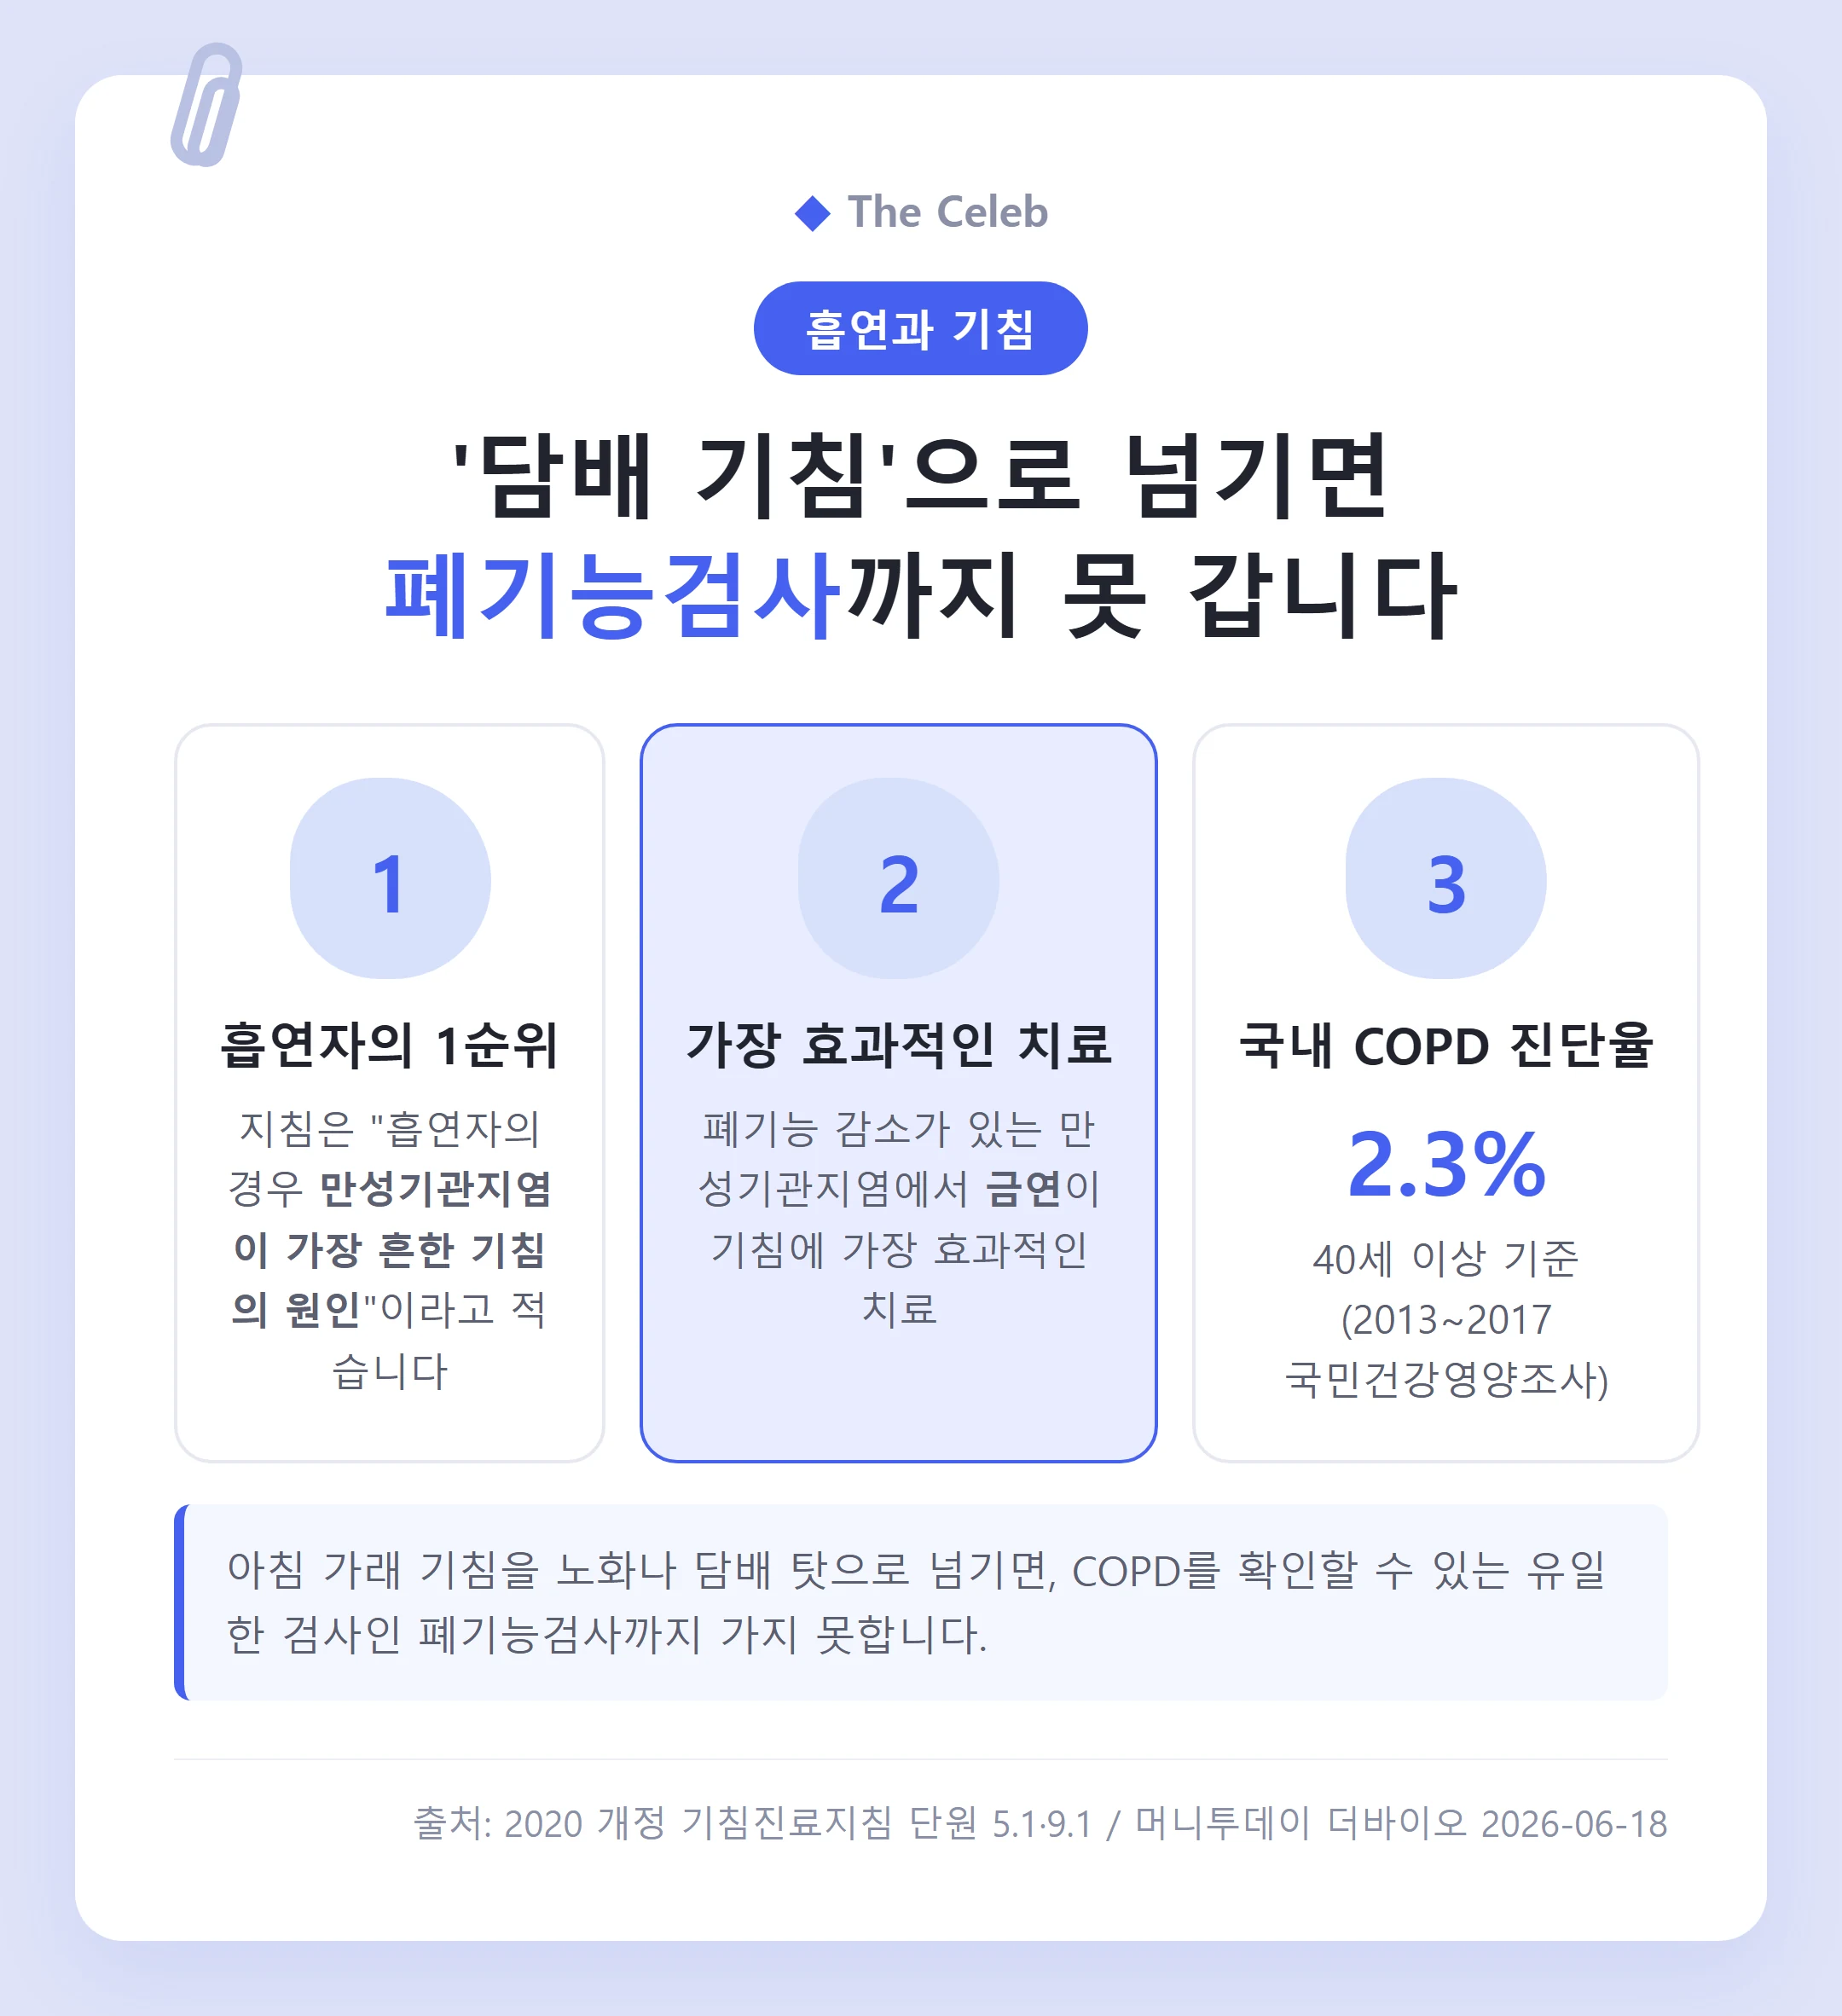 The Celeb
흡연과 기침
'담배 기침'으로 넘기면
폐기능검사까지 못 갑니다
1
흡연자의 1순위
지침은 "흡연자의
경우 만성기관지염
이 가장 흔한 기침
의 원인"이라고 적
습니다
2
가장 효과적인 치료
폐기능 감소가 있는 만
성기관지염에서 금연이
기침에 가장 효과적인
치료
3
국내 COPD 진단율
2.3%
40세 이상 기준
(2013~2017
국민건강영양조사)
아침 가래 기침을 노화나 담배 탓으로 넘기면, COPD를 확인할 수 있는 유일
한 검사인 폐기능검사까지 가지 못합니다.
출처: 2020 개정 기침진료지침 단원 5.1·9.1 / 머니투데이 더바이오 2026-06-18